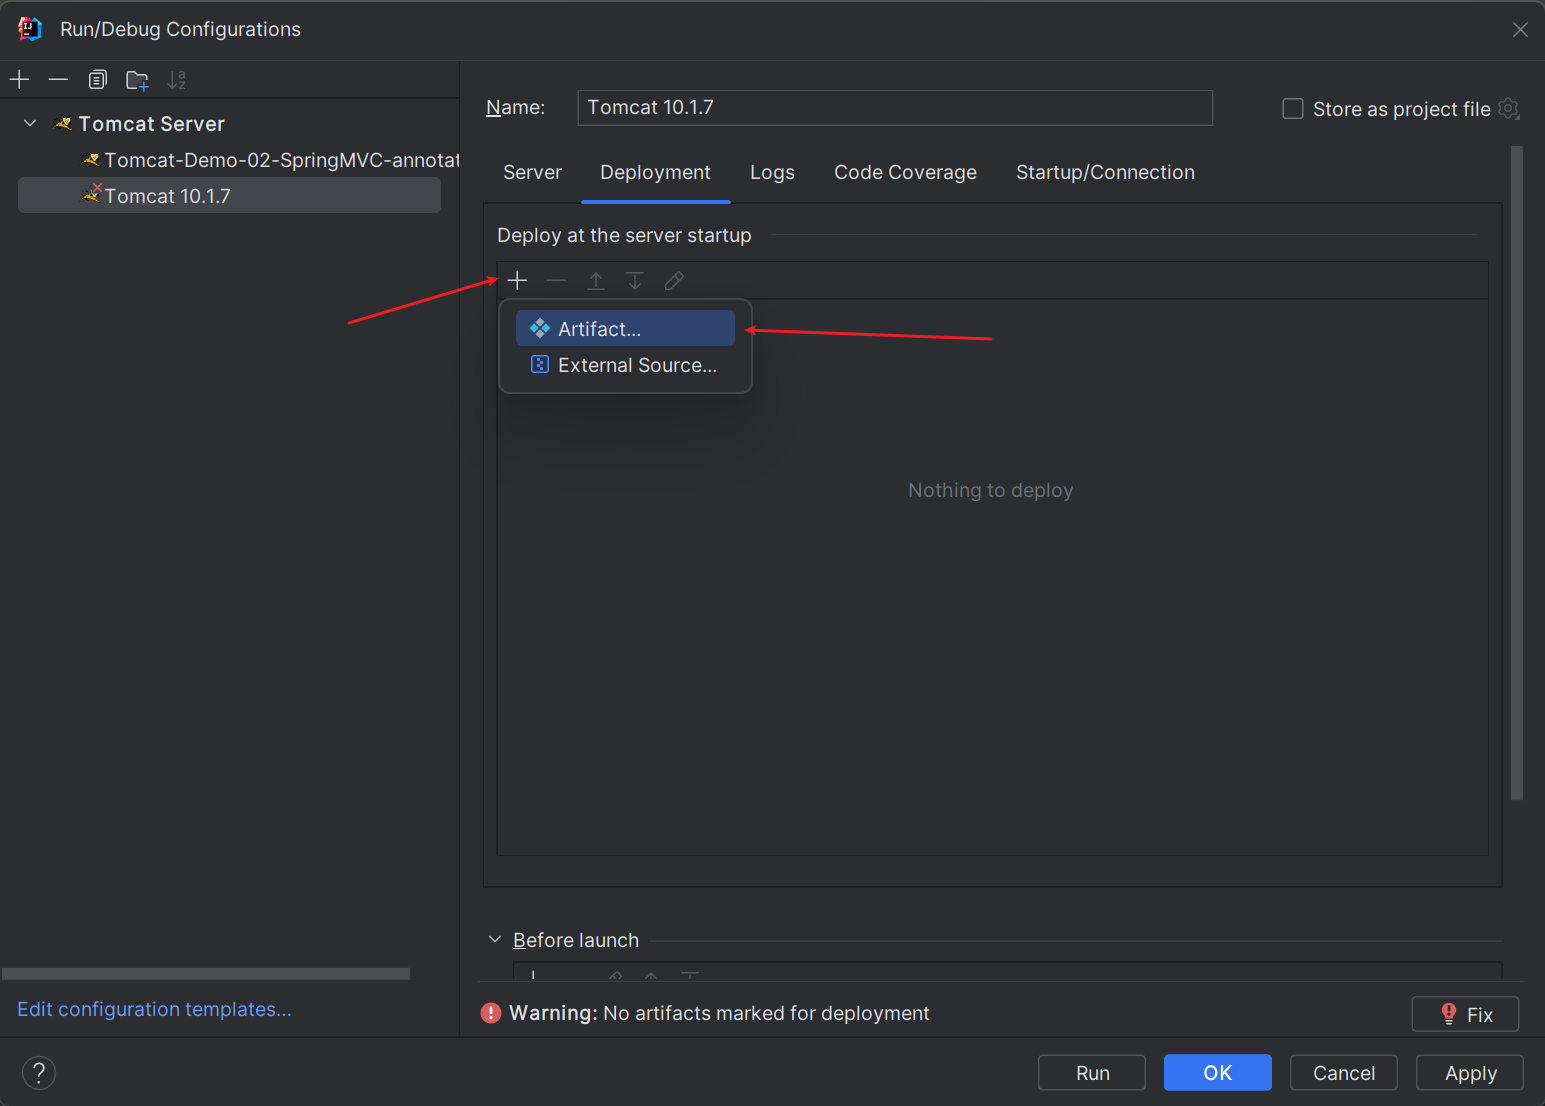 Run/Debug Configurations
Tomcat Server
Tomcat-Demo-02-SpringMVC-annotat
Tomcat 10.1.7
Edit configuration templates...
Name: Tomcat 10.1.7
Store as project file
Server Deployment Logs Code Coverage Startup/Connection
Deploy at the server startup
Artifact...
External Source...
Nothing to deploy
Before launch
Warning: No artifacts marked for deployment
Fix
? Run OK Cancel Apply